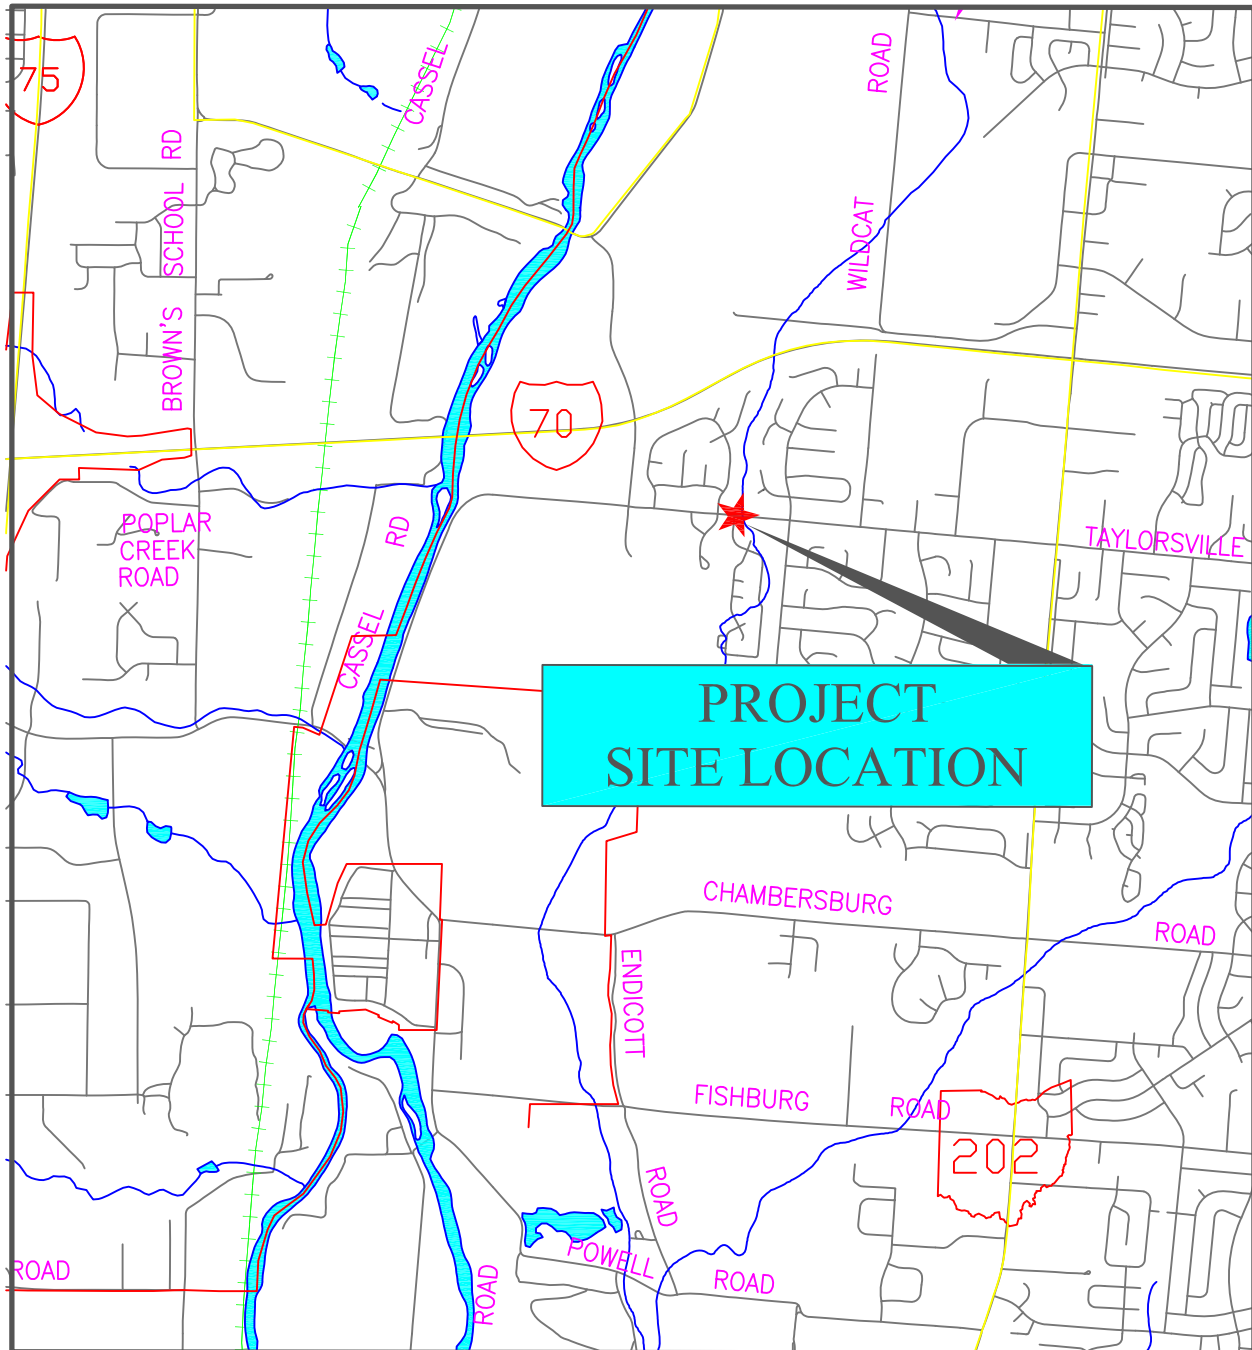 75
CASSEL
ROAD
BROWN'S SCHOOL RD
WILDCAT
70
POPLAR
CREEK
ROAD
RD
CASSEL
TAYLORSVILLE
PROJECT
SITE LOCATION
CHAMBERSBURG
ROAD
ENDICOTT
FISHBURG
ROAD
202
ROAD
POWELL
ROAD
ROAD
ROAD